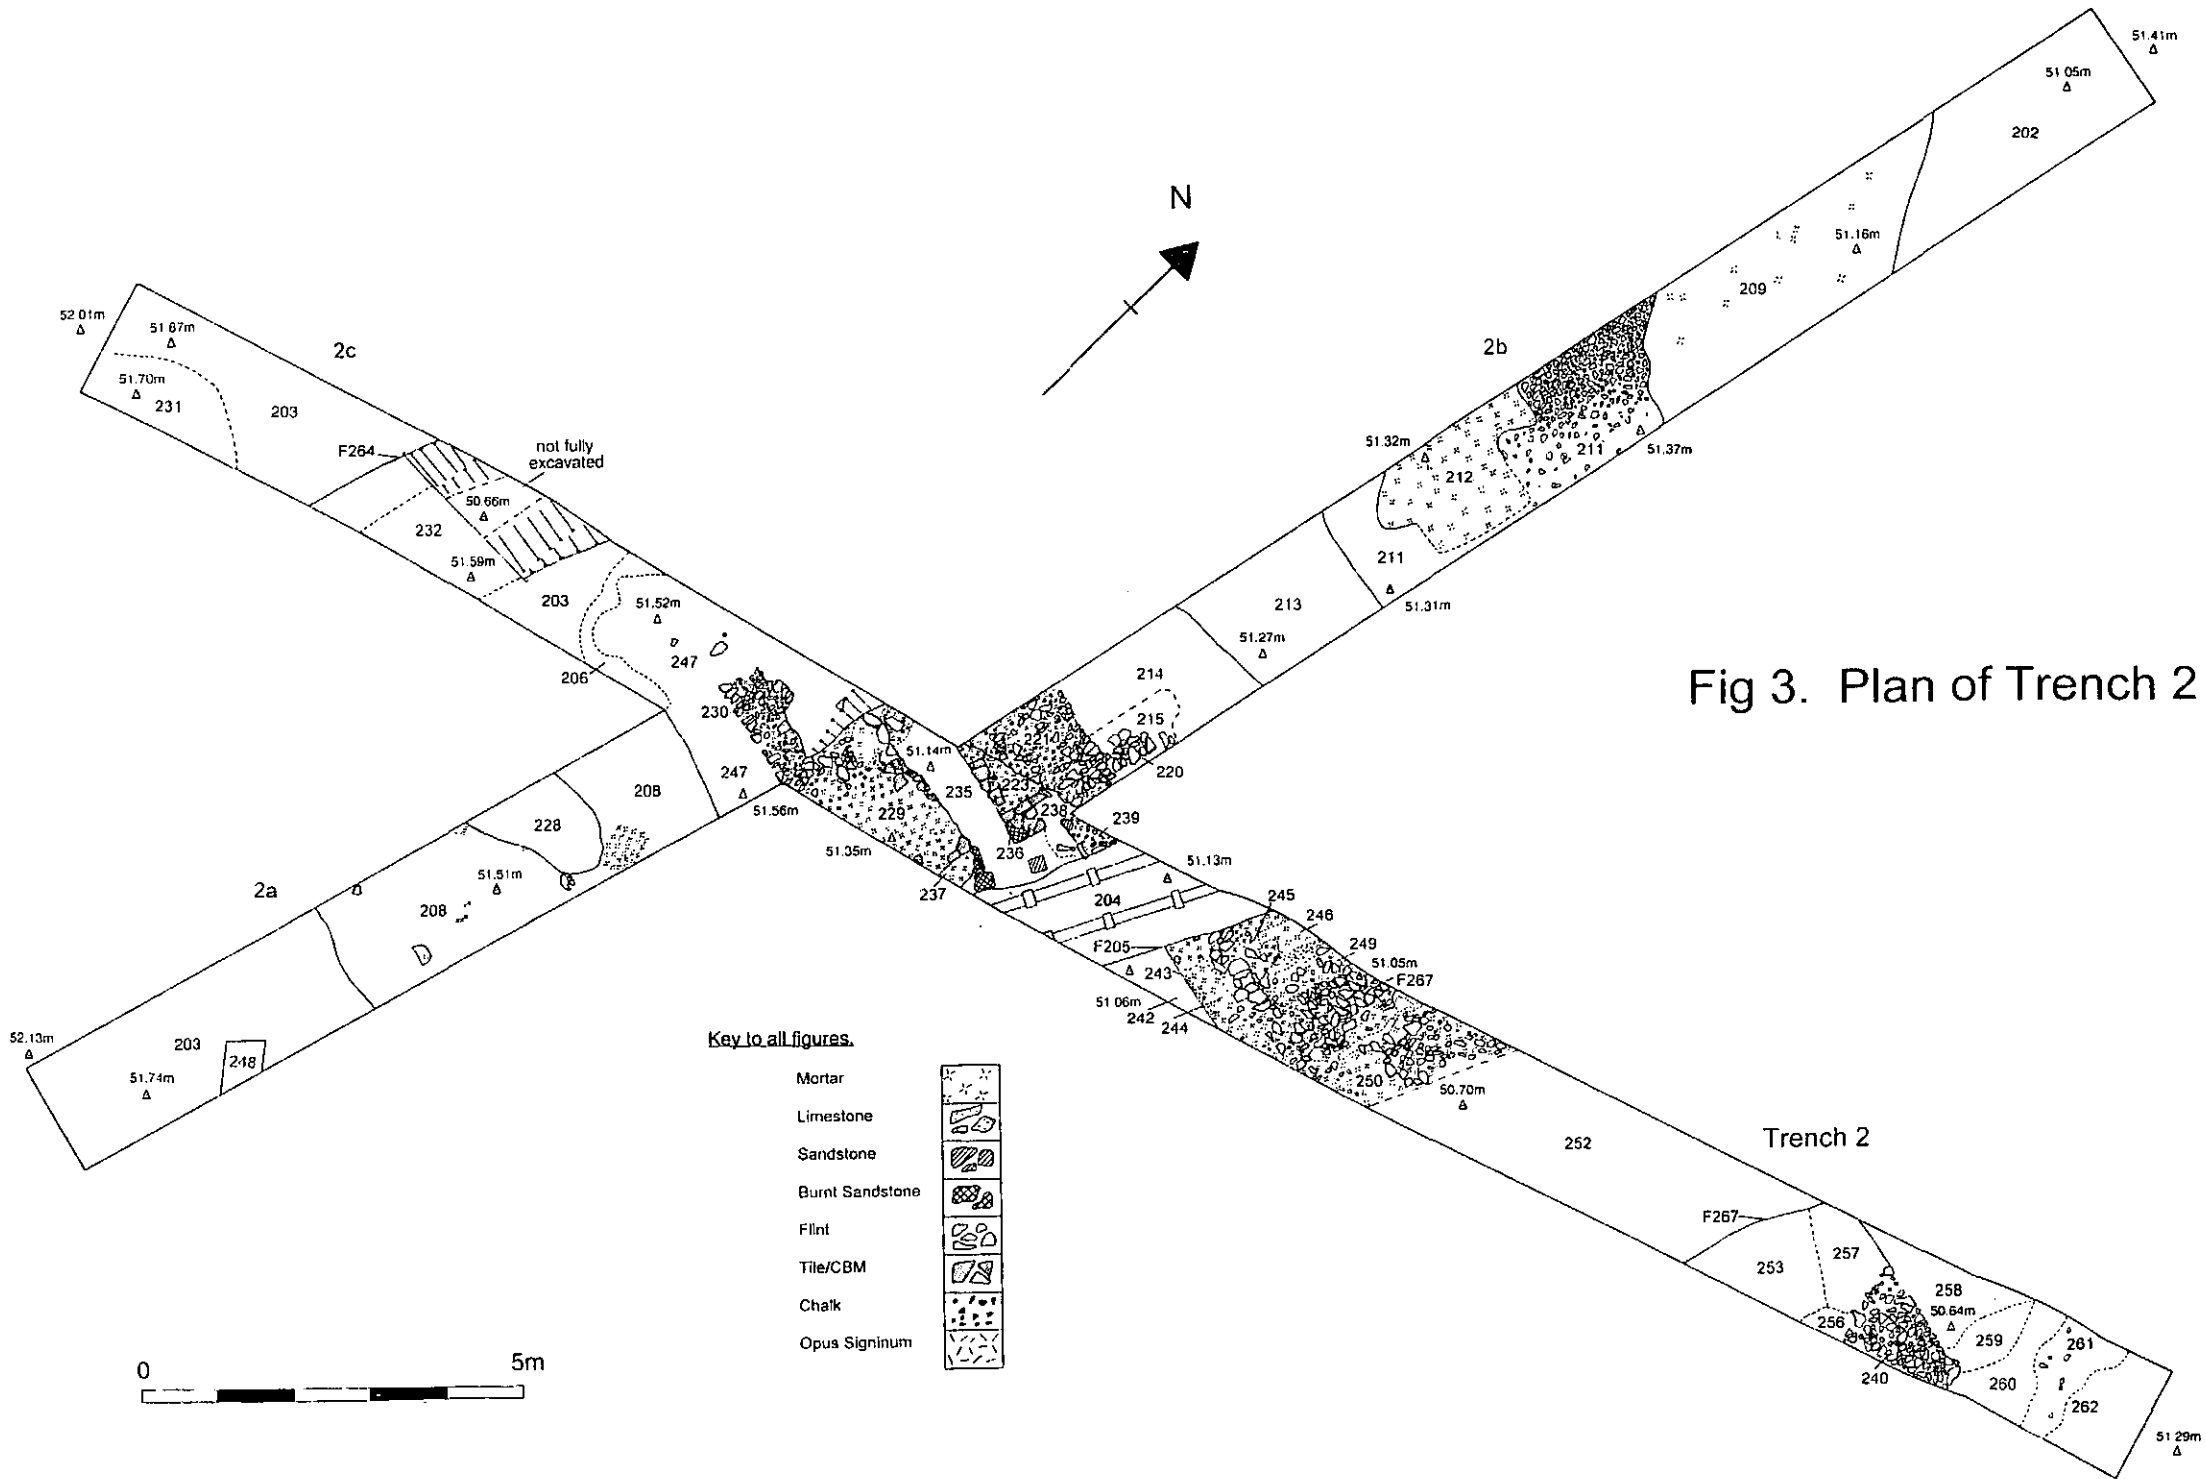 51.41m
51 05m
202
N
51.16m
209
52 01m
51 67m
2c
2b
51.70m
231
203
F264
not fully
excavated
51.32m
211
51.37m
212
50.66m
232
51.59m
211
51.31m
203
51.52m
213
51.27m
247
206
214
Fig 3. Plan of Trench 2
230
215
221
51.14m
220
247
235
223
51.56m
208
238
239
229
228
51.35m
236
51.13m
237
2a
51.51m
204
245
208
246
F205
249
51.05m
243
F267
51 06m
242
244
52.13m
203
248
51.74m
250
50.70m
252
Trench 2
Key to all figures.
Mortar
Limestone
Sandstone
Burnt Sandstone
Flint
Tile/CBM
Chalk
Opus Signinum
F267
257
253
258
50.64m
256
259
261
240
260
262
51 29m
0
5m